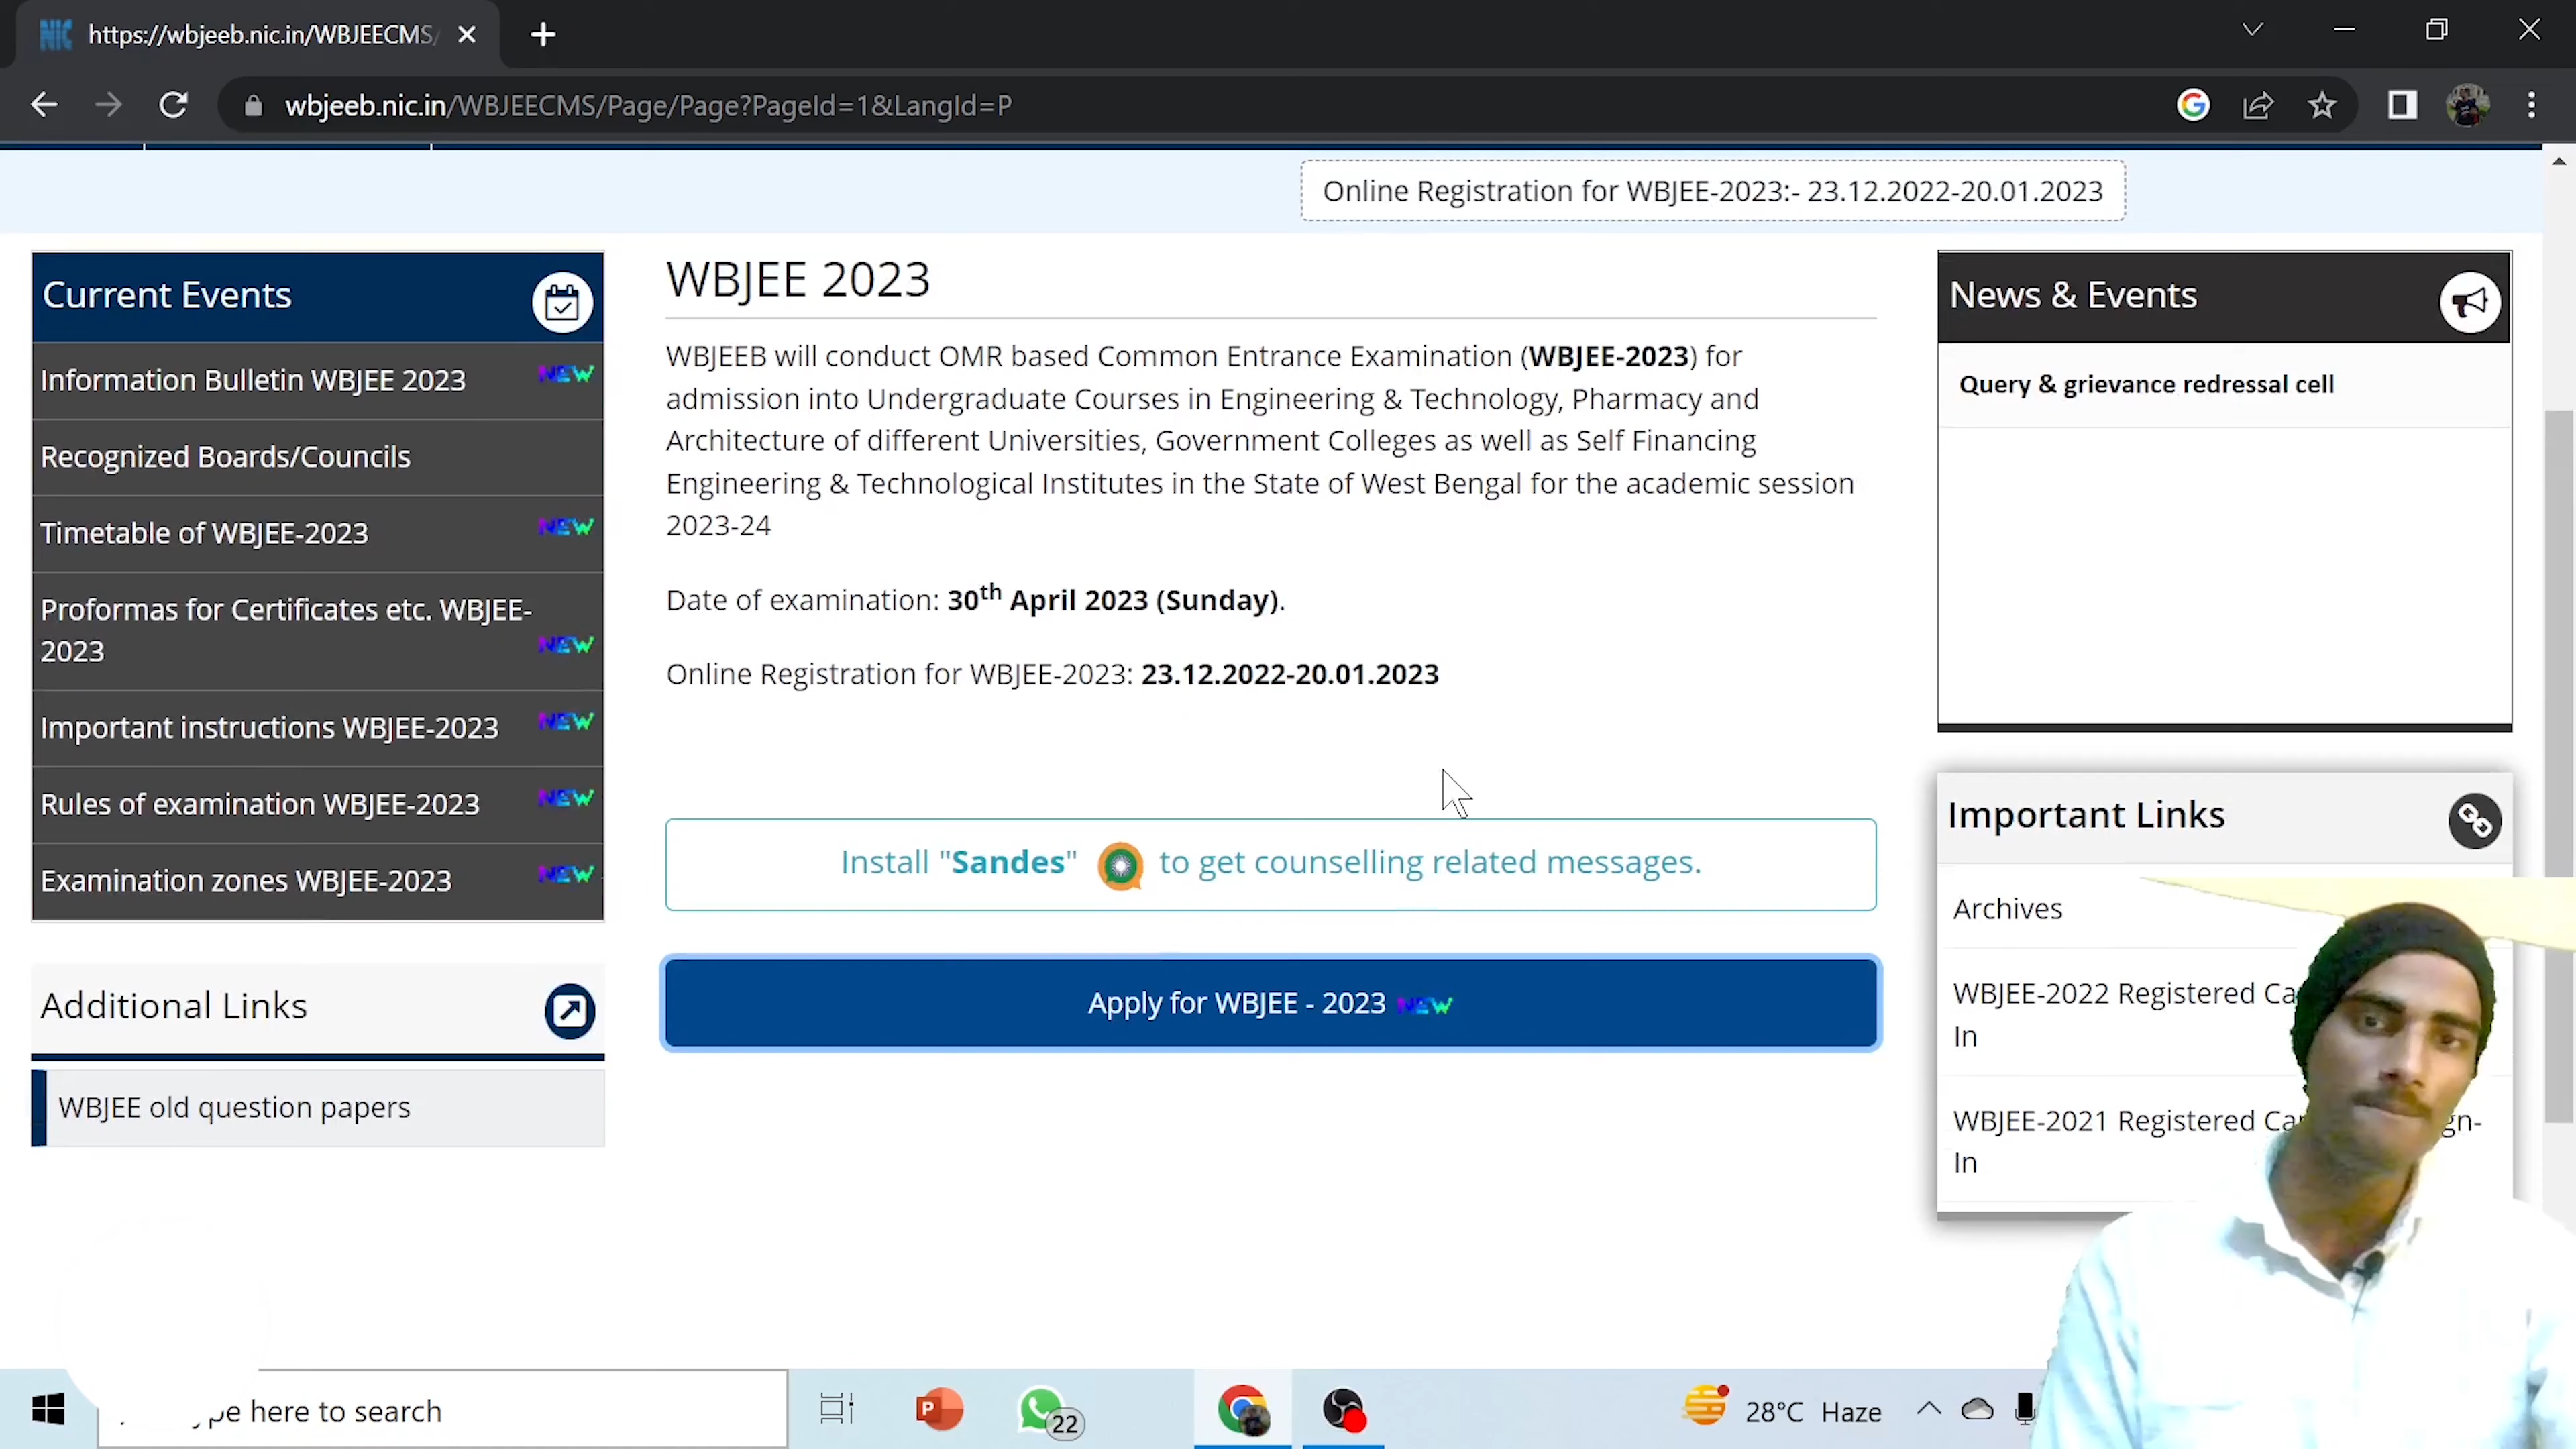 https://wbjeeb.nic.in/WBJEECMS/
wbjeeb.nic.in/WBJEECMS/Page/Page?PageId=1&LangId=P
Online Registration for WBJEE-2023:- 23.12.2022-20.01.2023
Current Events
Information Bulletin WBJEE 2023 NEW
Recognized Boards/Councils
Timetable of WBJEE-2023 NEW
Proformas for Certificates etc. WBJEE-
2023 NEW
Important instructions WBJEE-2023 NEW
Rules of examination WBJEE-2023 NEW
Examination zones WBJEE-2023 NEW
Additional Links
WBJEE old question papers
WBJEE 2023
WBJEEB will conduct OMR based Common Entrance Examination (WBJEE-2023) for
admission into Undergraduate Courses in Engineering & Technology, Pharmacy and
Architecture of different Universities, Government Colleges as well as Self Financing
Engineering & Technological Institutes in the State of West Bengal for the academic session
2023-24
Date of examination: 30th April 2023 (Sunday).
Online Registration for WBJEE-2023: 23.12.2022-20.01.2023
Install "Sandes" to get counselling related messages.
Apply for WBJEE - 2023 NEW
News & Events
Query & grievance redressal cell
Important Links
Archives
WBJEE-2022 Registered
In
WBJEE-2021 Registered
In
here to search
22
28°C Haze